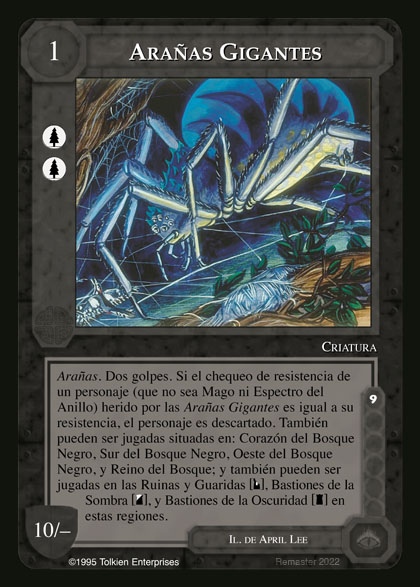 1
Arañas Gigantes
Criatura
Arañas. Dos golpes. Si el chequeo de resistencia de
un personaje (que no sea Mago ni Espectro del
Anillo) herido por las Arañas Gigantes es igual a su
resistencia, el personaje es descartado. También
pueden ser jugadas situadas en: Corazón del Bosque
Negro, Sur del Bosque Negro, Oeste del Bosque
Negro, y Reino del Bosque; y también pueden ser
jugadas en las Ruinas y Guaridas [], Bastiones de la
Sombra [], y Bastiones de la Oscuridad [] en
estas regiones.
9
10/–
Il. de April Lee
©1995 Tolkien Enterprises
Remaster 2022